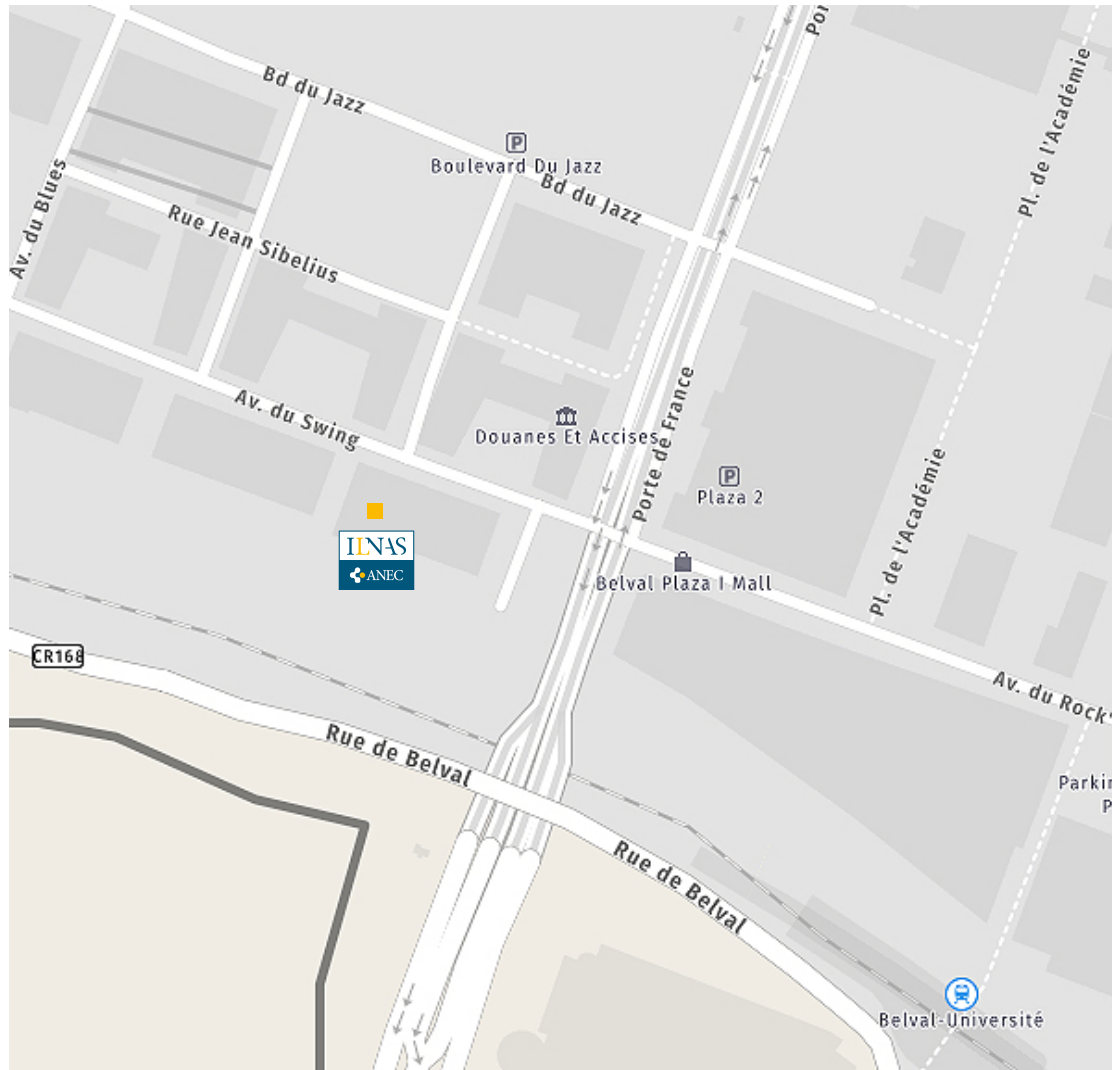 Bd du Jazz
Por
Pl. de l'Académie
P
Boulevard Du Jazz
Bd du Jazz
Av. du Blues
Rue Jean Sibelius
Av. du Swing
Douanes Et Accises
Porte de France
P
Plaza 2
Pl. de l'Académie
ILNAS
ANEC
Belval Plaza I Mall
CR168
Av. du Rock'
Rue de Belval
Parkin
P
Rue de Belval
Belval-Université